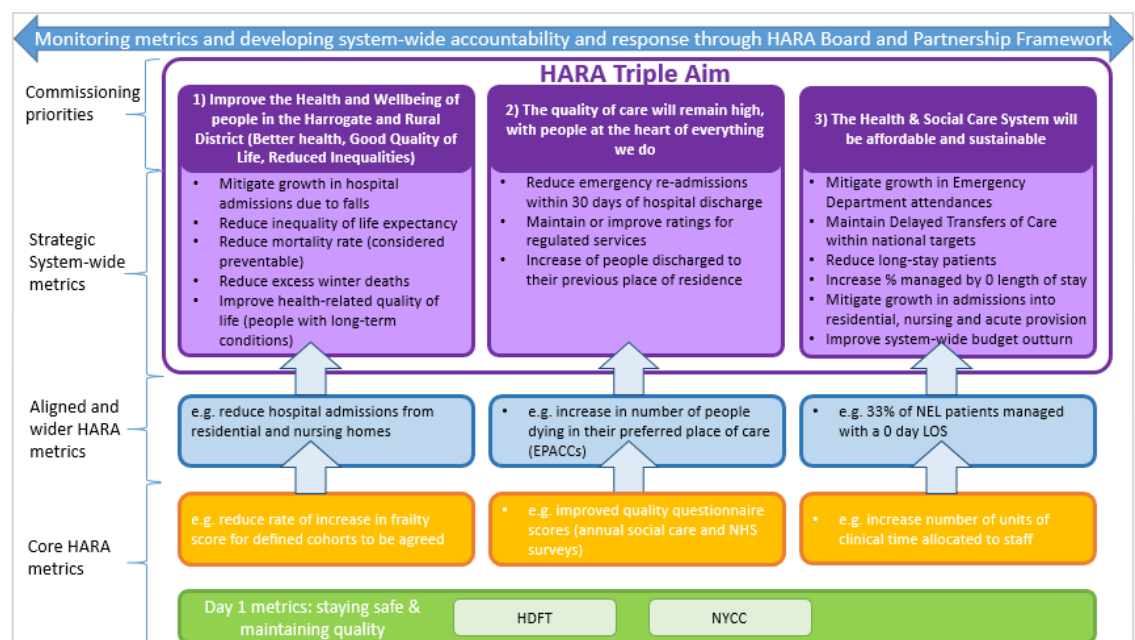 Monitoring metrics and developing system-wide accountability and response through HARA Board and Partnership Framework
HARA Triple Aim
Commissioning
priorities
1) Improve the Health and Wellbeing of
people in the Harrogate and Rural
District (Better health, Good Quality of
Life, Reduced Inequalities)
2) The quality of care will remain high,
with people at the heart of everything
we do
3) The Health & Social Care System will
be affordable and sustainable
Strategic
System-wide
metrics
• Mitigate growth in hospital
admissions due to falls
• Reduce inequality of life expectancy
• Reduce mortality rate (considered
preventable)
• Reduce excess winter deaths
• Improve health-related quality of
life (people with long-term
conditions)
• Reduce emergency re-admissions
within 30 days of hospital discharge
• Maintain or improve ratings for
regulated services
• Increase of people discharged to
their previous place of residence
• Mitigate growth in Emergency
Department attendances
• Maintain Delayed Transfers of Care
within national targets
• Reduce long-stay patients
• Increase % managed by 0 length of stay
• Mitigate growth in admissions into
residential, nursing and acute provision
• Improve system-wide budget outturn
Aligned and
wider HARA
metrics
e.g. reduce hospital admissions from
residential and nursing homes
• e.g. increase in number of people
dying in their preferred place of care
(EPACCs)
• e.g. 33% of NEL patients managed
with a 0 day LOS
Core HARA
metrics
e.g. reduce rate of increase in frailty
score for defined cohorts to be agreed
• e.g. improved quality questionnaire
scores (annual social care and NHS
surveys)
• e.g. increase number of units of
clinical time allocated to staff
Day 1 metrics: staying safe &
maintaining quality
HDFT
NYCC